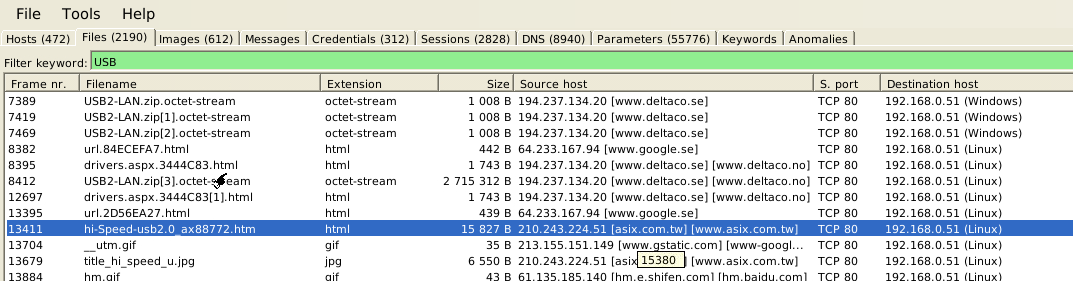 File Tools Help
Hosts (472) Files (2190) Images (612) Messages Credentials (312) Sessions (2828) DNS (8940) Parameters (55776) Keywords Anomalies
Filter keyword: USB
Frame nr. Filename Extension Size Source host S. port Destination host
7389 USB2-LAN.zip.octet-stream octet-stream 1 008 B 194.237.134.20 [www.deltaco.se] TCP 80 192.168.0.51 (Windows)
7419 USB2-LAN.zip[1].octet-stream octet-stream 1 008 B 194.237.134.20 [www.deltaco.se] TCP 80 192.168.0.51 (Windows)
7469 USB2-LAN.zip[2].octet-stream octet-stream 1 008 B 194.237.134.20 [www.deltaco.se] TCP 80 192.168.0.51 (Windows)
8382 url.84ECEFA7.html html 442 B 64.233.167.94 [www.google.se] TCP 80 192.168.0.51 (Linux)
8395 drivers.aspx.3444C83.html html 1 743 B 194.237.134.20 [www.deltaco.se] [www.deltaco.no] TCP 80 192.168.0.51 (Linux)
8412 USB2-LAN.zip[3].octet-stream octet-stream 2 715 312 B 194.237.134.20 [www.deltaco.se] [www.deltaco.no] TCP 80 192.168.0.51 (Linux)
12697 drivers.aspx.3444C83[1].html html 1 743 B 194.237.134.20 [www.deltaco.se] [www.deltaco.no] TCP 80 192.168.0.51 (Linux)
13395 url.2D56EA27.html html 439 B 64.233.167.94 [www.google.se] TCP 80 192.168.0.51 (Linux)
13411 hi-Speed-usb2.0_ax88772.htm html 15 827 B 210.243.224.51 [asix.com.tw] [www.asix.com.tw] TCP 80 192.168.0.51 (Linux)
13704 __utm.gif gif 35 B 213.155.151.149 [www.gstatic.com] [www-googl... TCP 80 192.168.0.51 (Linux)
13679 title_hi_speed_u.jpg jpg 6 550 B 210.243.224.51 [asix 15380 [www.asix.com.tw] TCP 80 192.168.0.51 (Linux)
13884 hm.gif gif 43 B 61.135.185.140 [hm.e.shifen.com] [hm.baidu.com] TCP 80 192.168.0.51 (Linux)